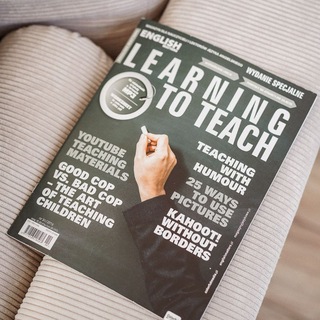 ENGLISH
WYDANIE SPECJALNE
LEARNING
TO TEACH
MP3
YOUTUBE
TEACHING
MATERIALS
GOOD COP
VS. BAD COP
– THE ART
OF TEACHING
CHILDREN
TEACHING
WITH
HUMOUR
25 WAYS
TO USE
PICTURES
KAHOOT!
WITHOUT
BORDERS